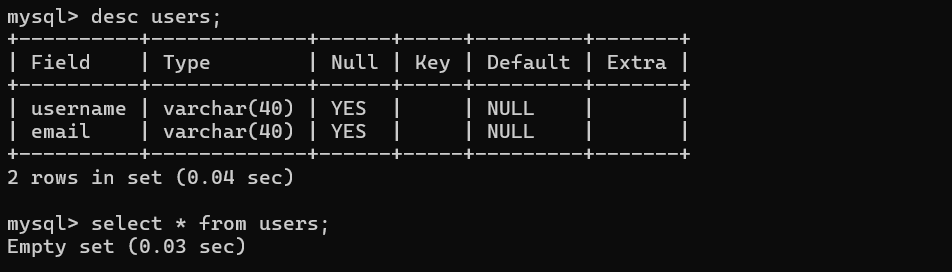 mysql> desc users;
+----------+-------------+------+-----+---------+-------+
| Field    | Type        | Null | Key | Default | Extra |
+----------+-------------+------+-----+---------+-------+
| username | varchar(40) | YES  |     | NULL    |       |
| email    | varchar(40) | YES  |     | NULL    |       |
+----------+-------------+------+-----+---------+-------+
2 rows in set (0.04 sec)

mysql> select * from users;
Empty set (0.03 sec)